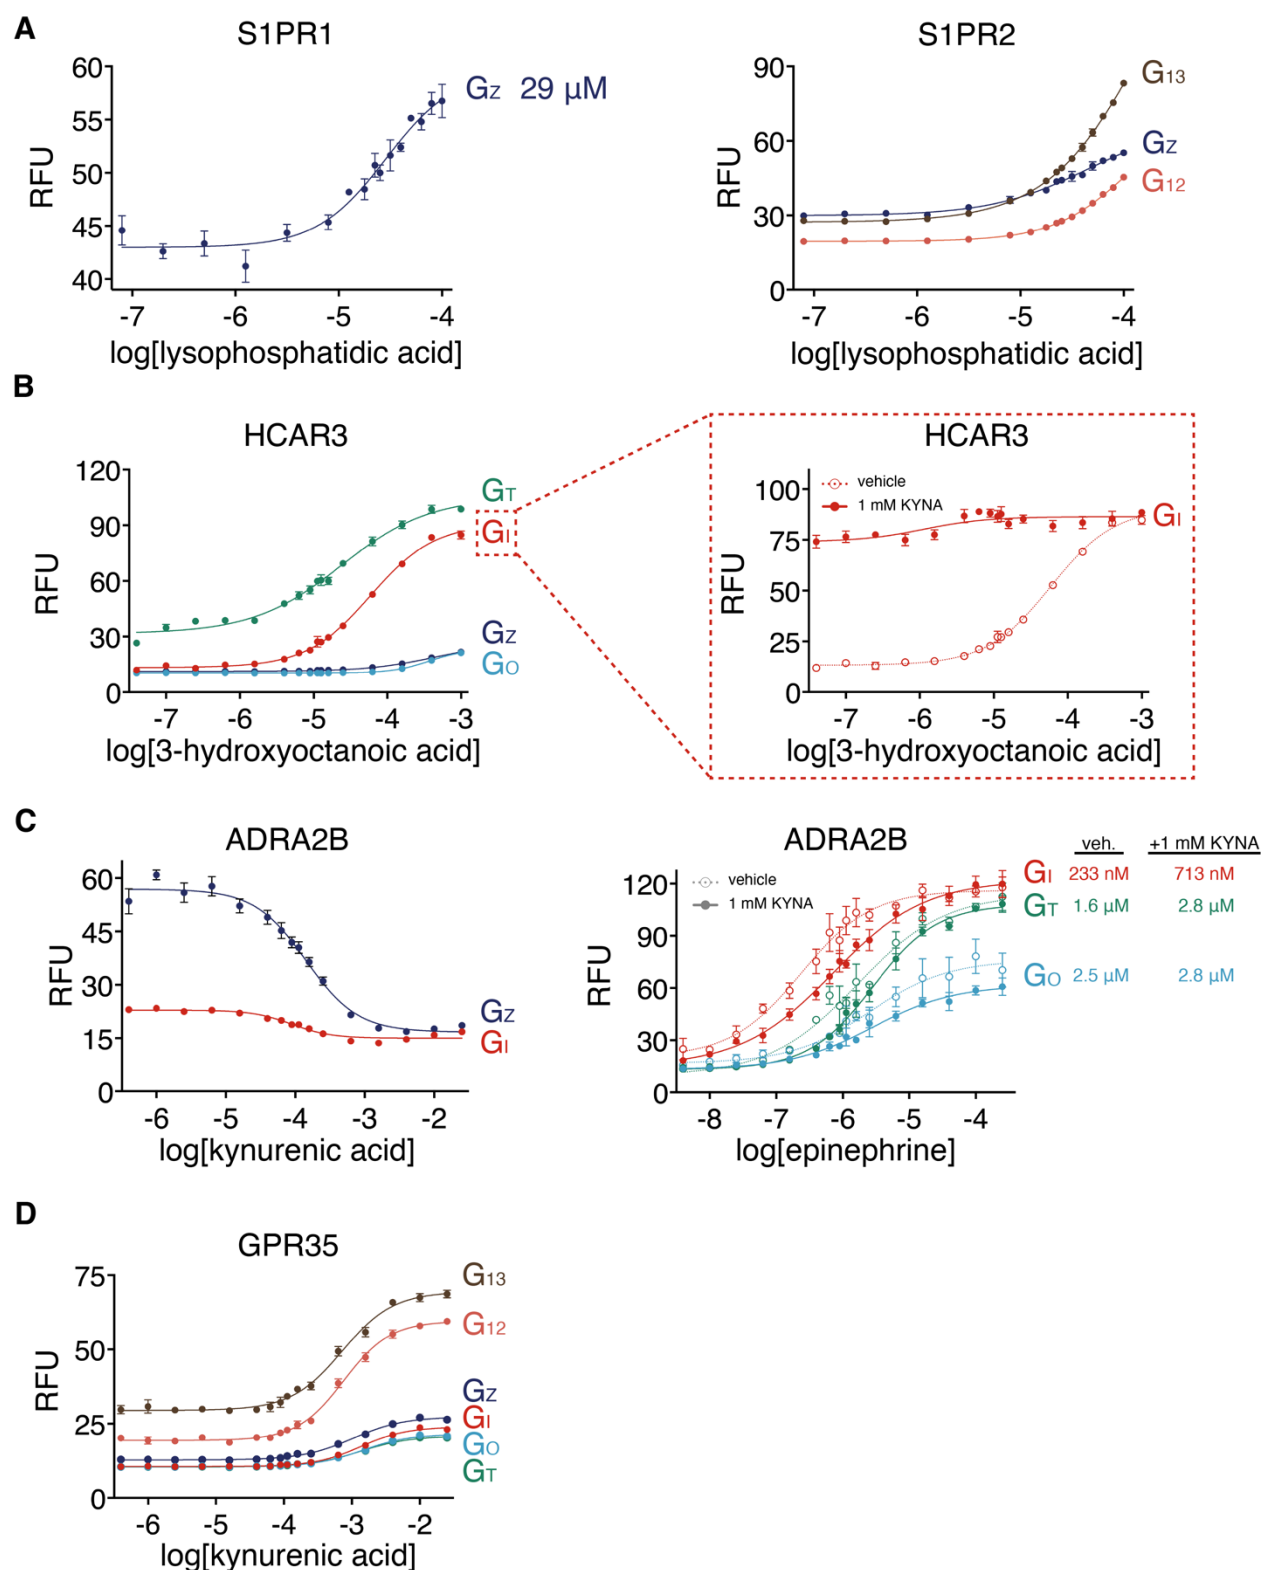 A
S1PR1
60
55
50
45
40
RFU
-7 -6 -5 -4
log[lysophosphatidic acid]
Gz 29 µM
S1PR2
90
60
30
0
-7 -6 -5 -4
RFU
log[lysophosphatidic acid]
G13
Gz
G12
B
HCAR3
120
90
60
30
0
RFU
-7 -6 -5 -4 -3
log[3-hydroxyoctanoic acid]
GT
GI
Gz
GO
HCAR3
vehicle
1 mM KYNA
100
75
50
25
0
RFU
-7 -6 -5 -4 -3
log[3-hydroxyoctanoic acid]
GI
C
ADRA2B
60
45
30
15
0
RFU
-6 -5 -4 -3 -2
log[kynurenic acid]
Gz
GI
ADRA2B
vehicle
1 mM KYNA
120
90
60
30
0
RFU
-8 -7 -6 -5 -4
log[epinephrine]
veh. +1 mM KYNA
GI 233 nM 713 nM
GT 1.6 µM 2.8 µM
GO 2.5 µM 2.8 µM
D
GPR35
75
50
25
0
RFU
-6 -5 -4 -3 -2
log[kynurenic acid]
G13
G12
Gz
GI
GO
GT